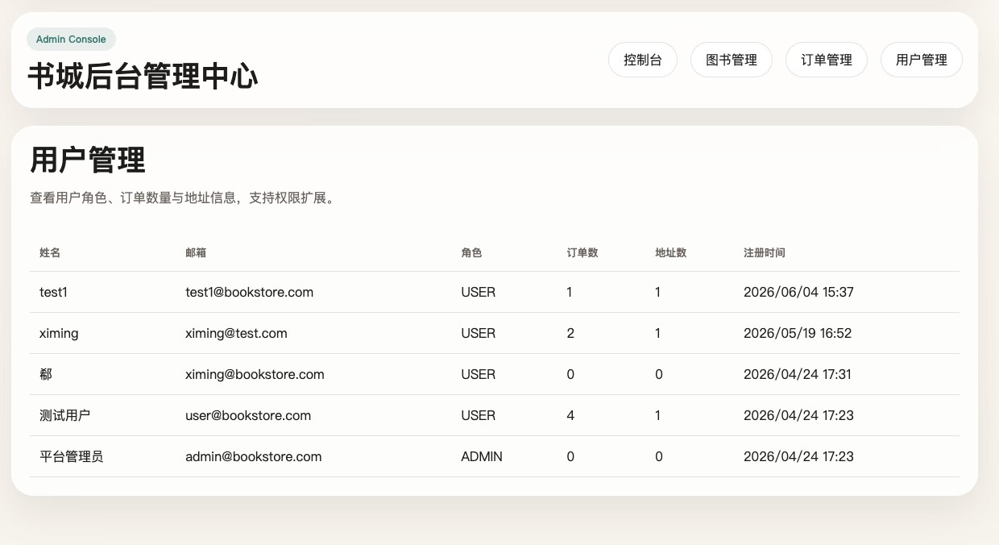 Admin Console
书城后台管理中心
控制台 图书管理 订单管理 用户管理
用户管理
查看用户角色、订单数量与地址信息，支持权限扩展。
姓名 邮箱 角色 订单数 地址数 注册时间
test1 test1@bookstore.com USER 1 1 2026/06/04 15:37
ximing ximing@test.com USER 2 1 2026/05/19 16:52
郗 ximing@bookstore.com USER 0 0 2026/04/24 17:31
测试用户 user@bookstore.com USER 4 1 2026/04/24 17:23
平台管理员 admin@bookstore.com ADMIN 0 0 2026/04/24 17:23